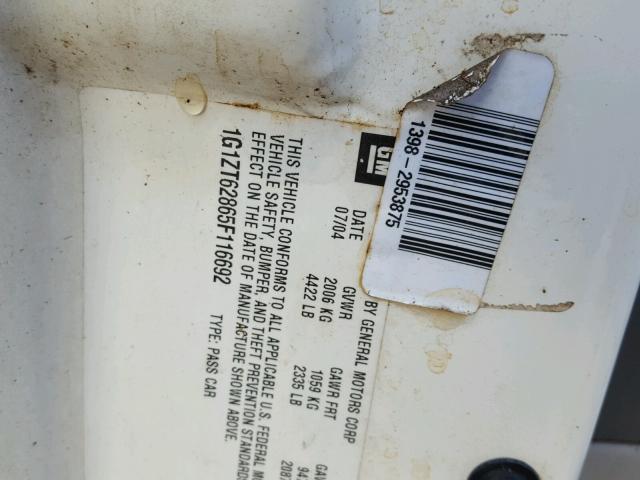 1398 - 2953875
GM
BY GENERAL MOTORS CORP
DATE GVWR GAWR FRT
07/04 2006 KG 1059 KG
4422 LB 2335 LB
THIS VEHICLE CONFORMS TO ALL APPLICABLE U.S. FEDERAL
VEHICLE SAFETY, BUMPER, AND THEFT PREVENTION STANDARDS
EFFECT ON THE DATE OF MANUFACTURE SHOWN ABOVE.
1G1ZT62865F116692 TYPE: PASS CAR